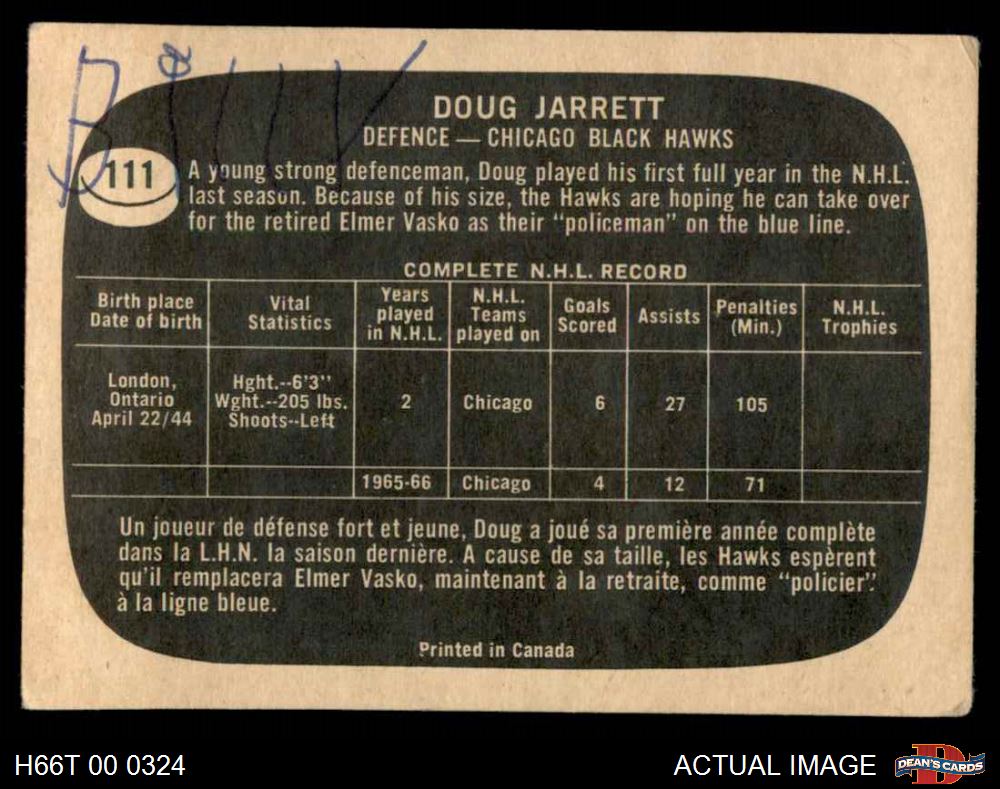 DOUG JARRETT
DEFENCE — CHICAGO BLACK HAWKS
111
A young strong defenceman, Doug played his first full year in the N.H.L.
last season. Because of his size, the Hawks are hoping he can take over
for the retired Elmer Vasko as their "policeman" on the blue line.
COMPLETE N.H.L. RECORD
Birth place Date of birth | Vital Statistics | Years played in N.H.L. | N.H.L. Teams played on | Goals Scored | Assists | Penalties (Min.) | N.H.L. Trophies
London, Ontario April 22/44 | Hght.--6'3" Wght.--205 lbs. Shoots--Left | 2 | Chicago | 6 | 27 | 105
1965-66 | Chicago | 4 | 12 | 71
Un joueur de défense fort et jeune, Doug a joué sa première année complète
dans la L.H.N. la saison dernière. A cause de sa taille, les Hawks espèrent
qu'il remplacera Elmer Vasko, maintenant à la retraite, comme "policier".
à la ligne bleue.
Printed in Canada
H66T 00 0324
ACTUAL IMAGE
DEAN'S CARDS